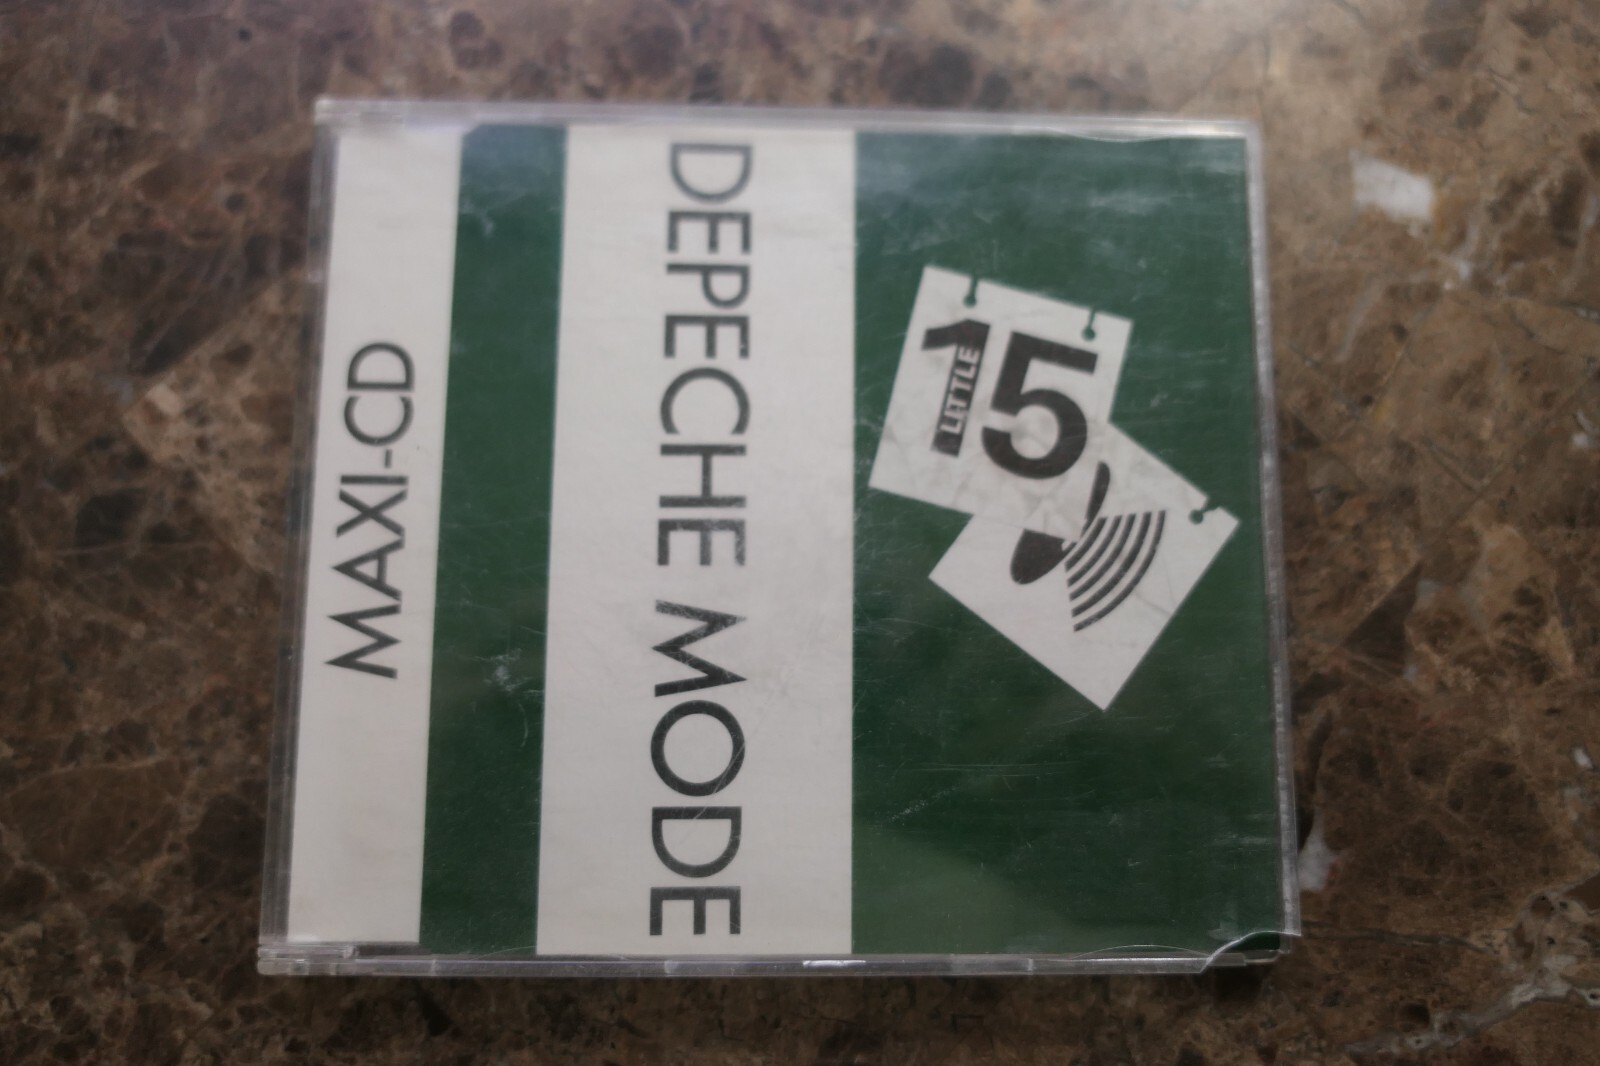 MAXI-CD
DEPECHE MODE
LITTLE
15